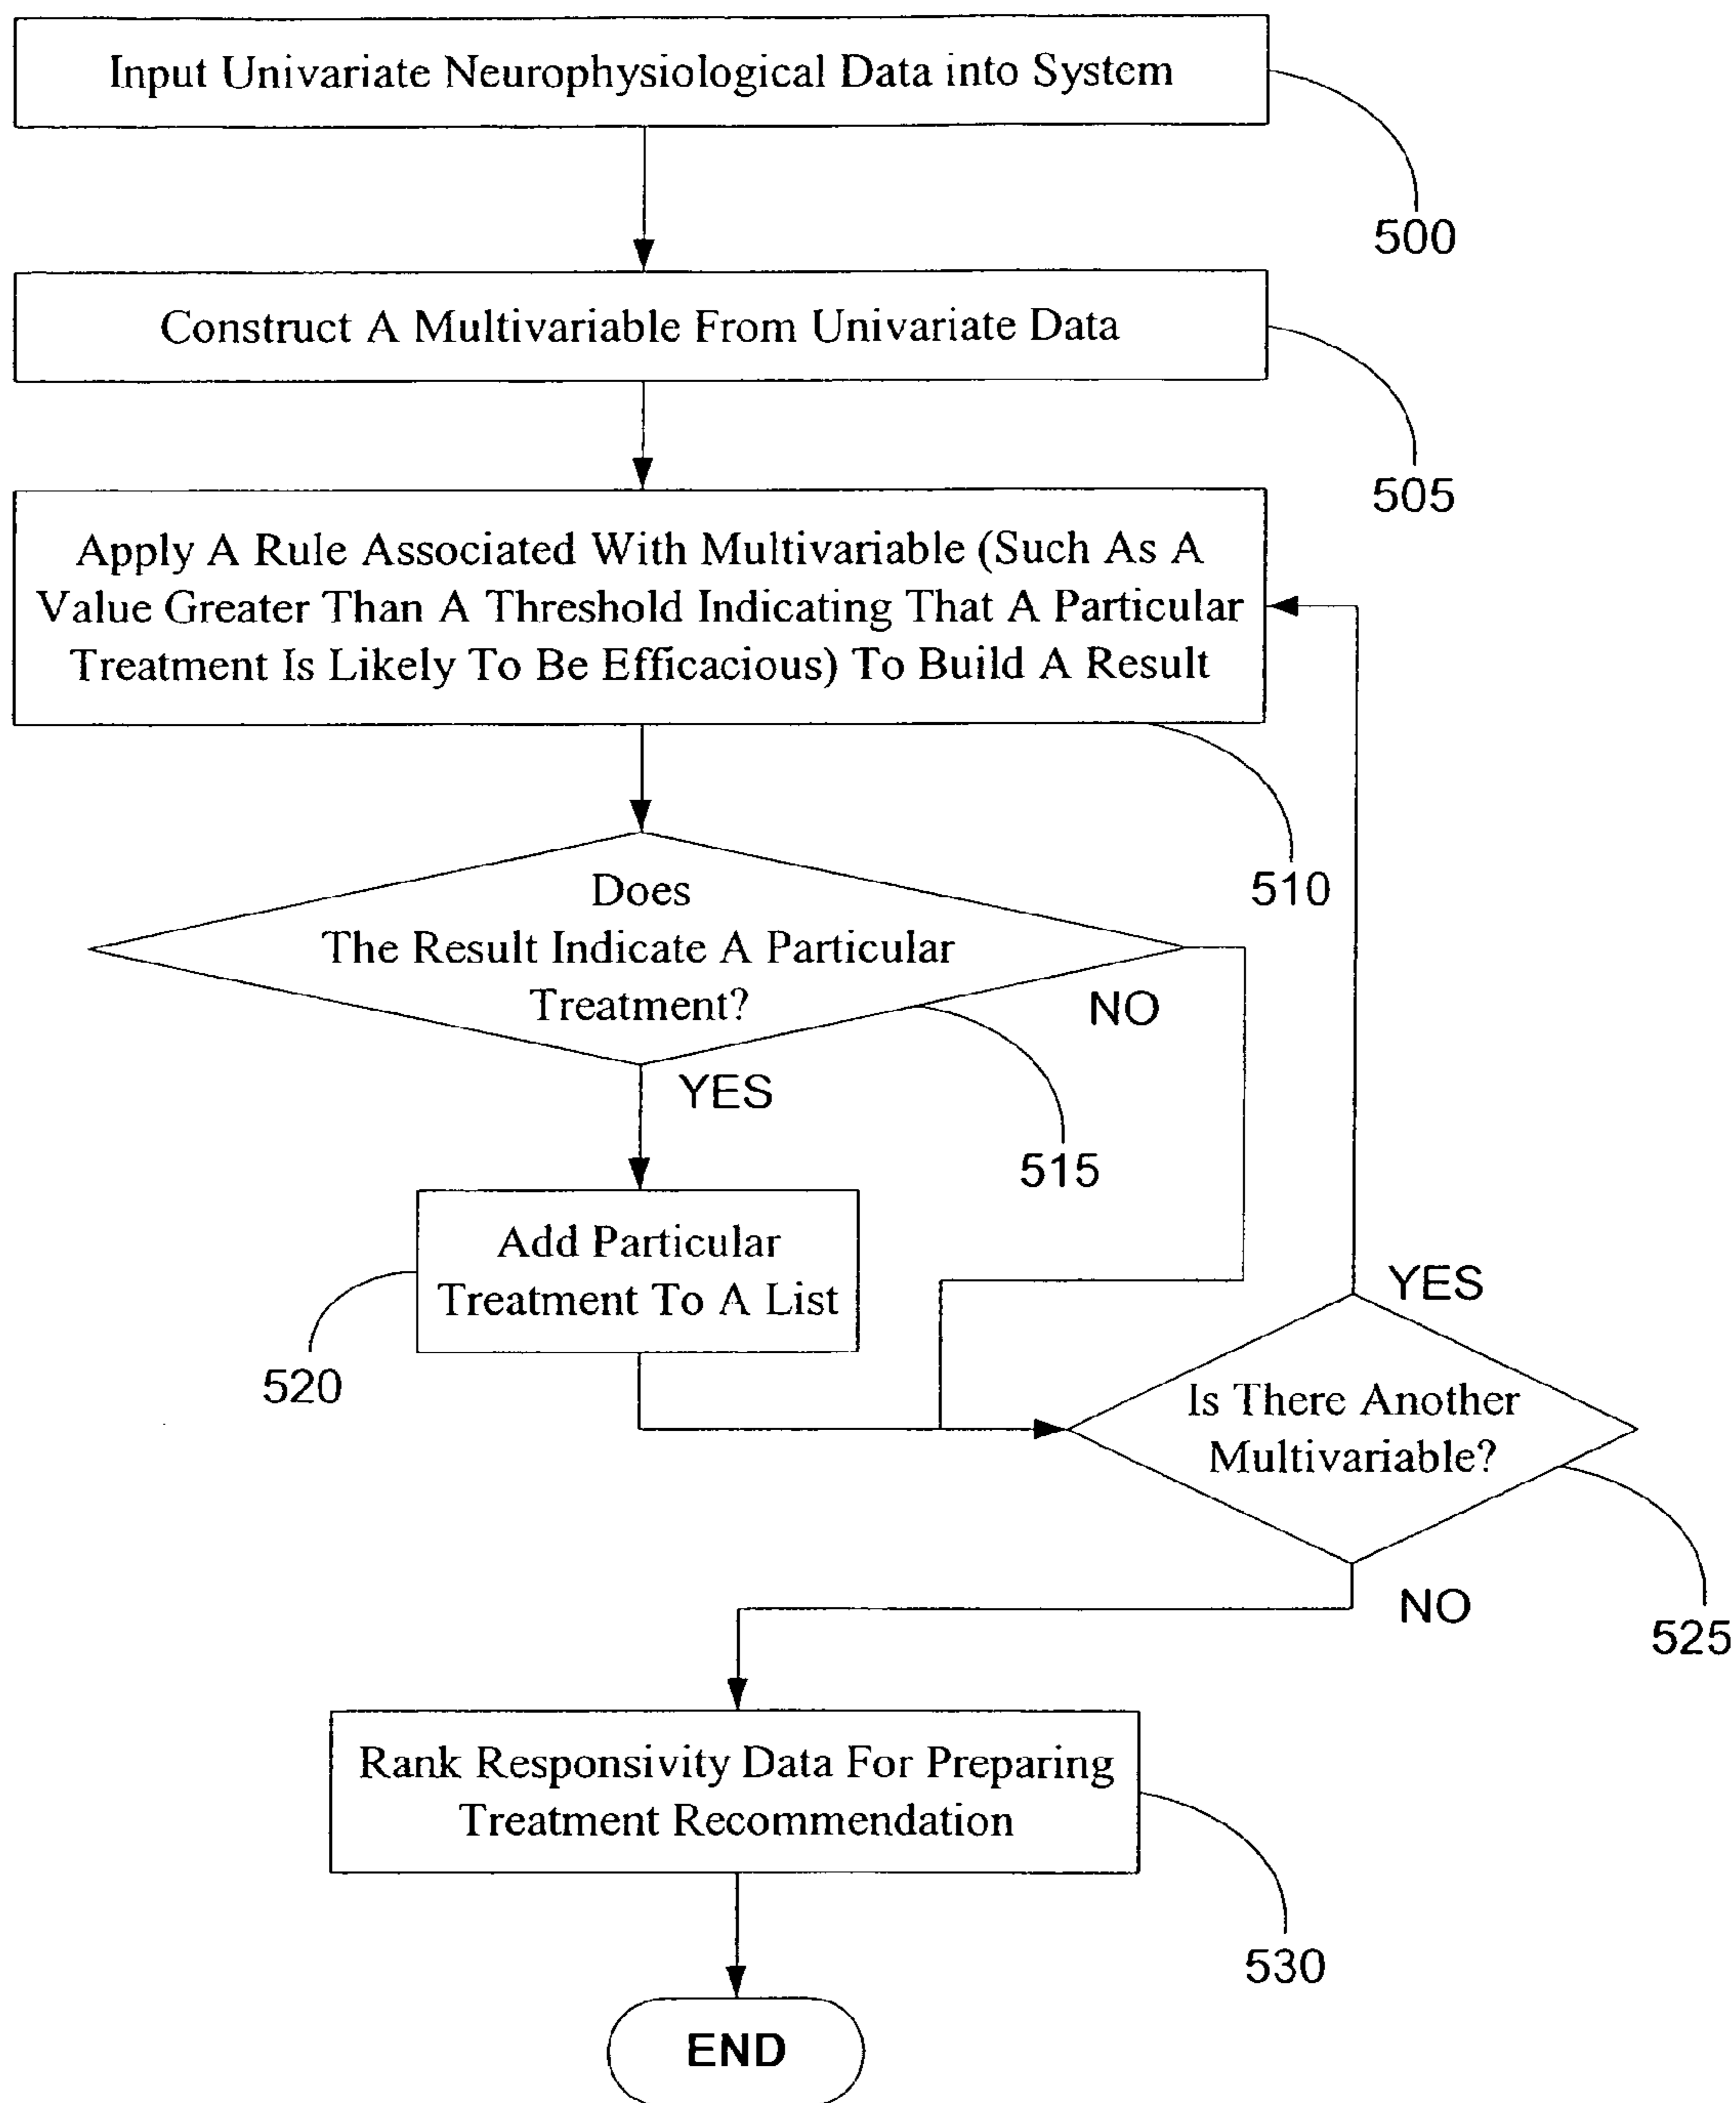 Input Univariate Neurophysiological Data into System
500
Construct A Multivariable From Univariate Data
505
Apply A Rule Associated With Multivariable (Such As A
Value Greater Than A Threshold Indicating That A Particular
Treatment Is Likely To Be Efficacious) To Build A Result
510
Does
The Result Indicate A Particular
Treatment?
NO
YES
515
Add Particular
Treatment To A List
520
YES
Is There Another
Multivariable?
NO
525
Rank Responsivity Data For Preparing
Treatment Recommendation
530
END